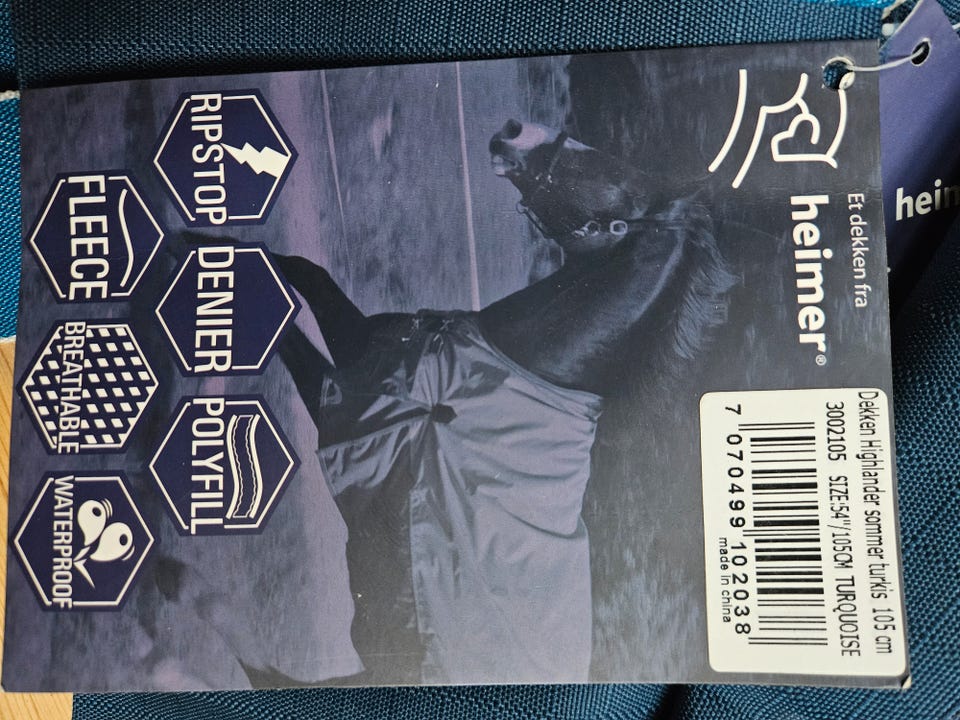 Et dekken fra
heimer®
heim
Dekken Highlander sommer turkis 105 cm
3002105 SIZE:54"/105CM TURQUOISE
7 070499 102038
made in china
RIPSTOP
DENIER
POLYFILL
FLEECE
BREATHABLE
WATERPROOF